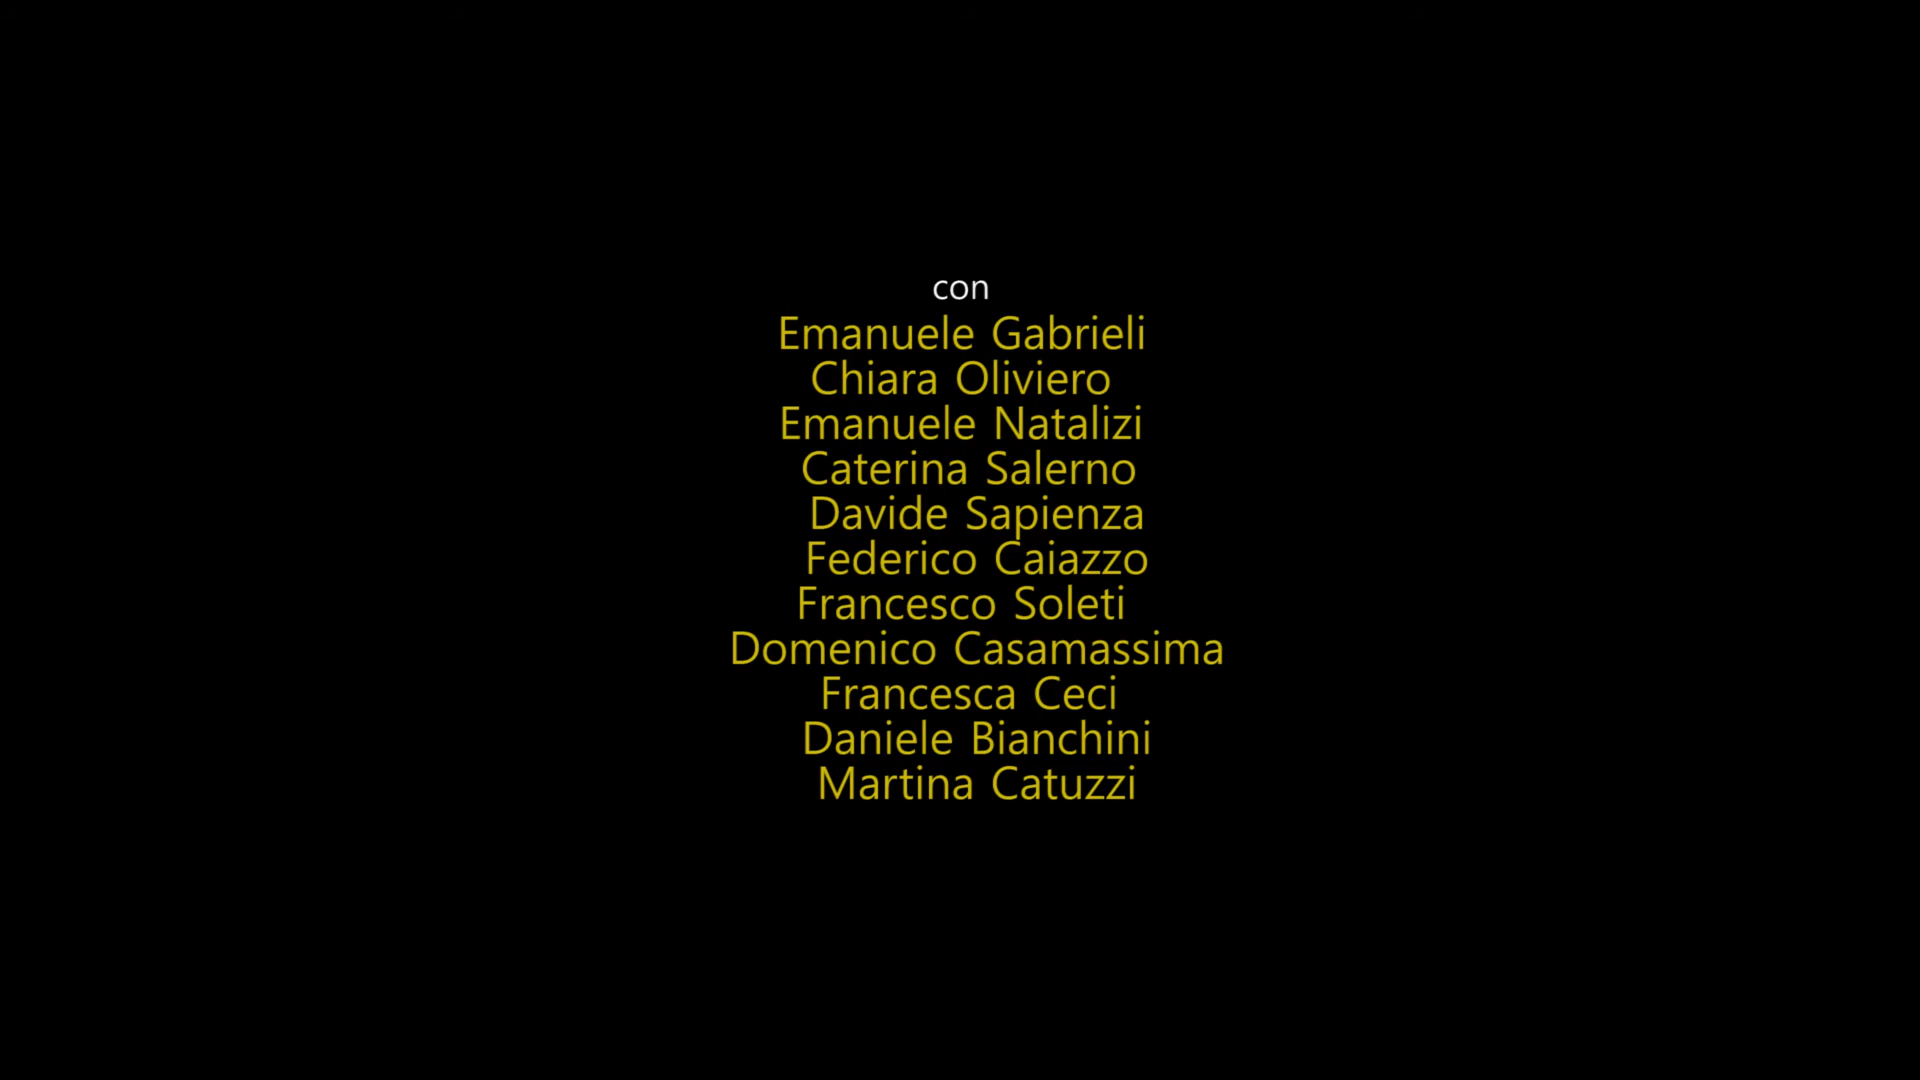 con
Emanuele Gabrieli
Chiara Oliviero
Emanuele Natalizi
Caterina Salerno
Davide Sapienza
Federico Caiazzo
Francesco Soleti
Domenico Casamassima
Francesca Ceci
Daniele Bianchini
Martina Catuzzi